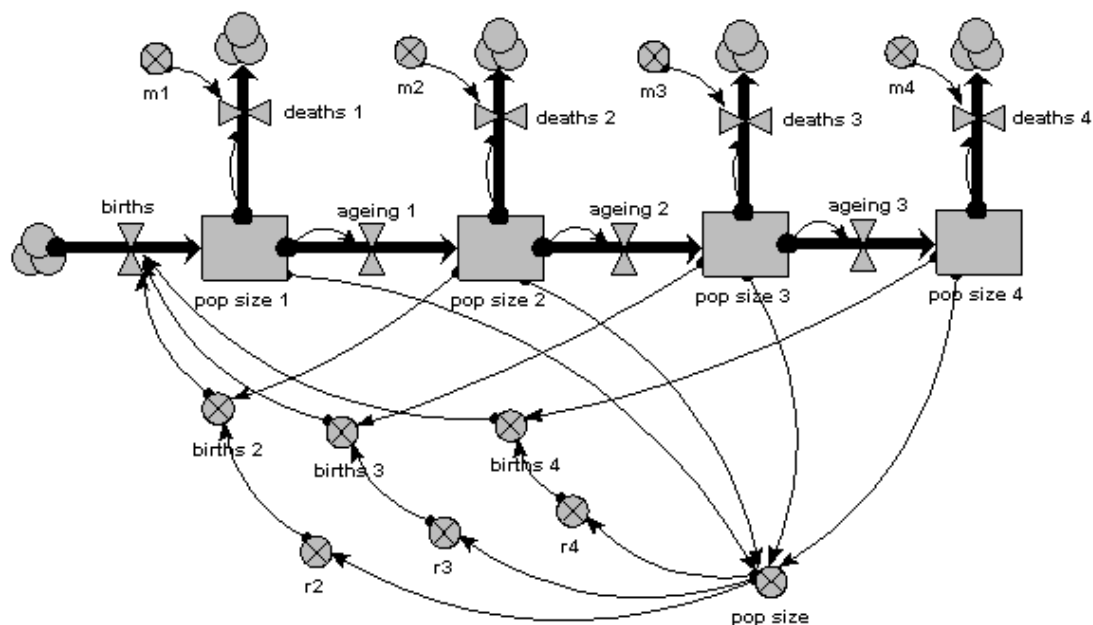 m1
deaths 1
m2
deaths 2
m3
deaths 3
m4
deaths 4
births
ageing 1
ageing 2
ageing 3
pop size 1
pop size 2
pop size 3
pop size 4
births 2
births 3
births 4
r2
r3
r4
pop size